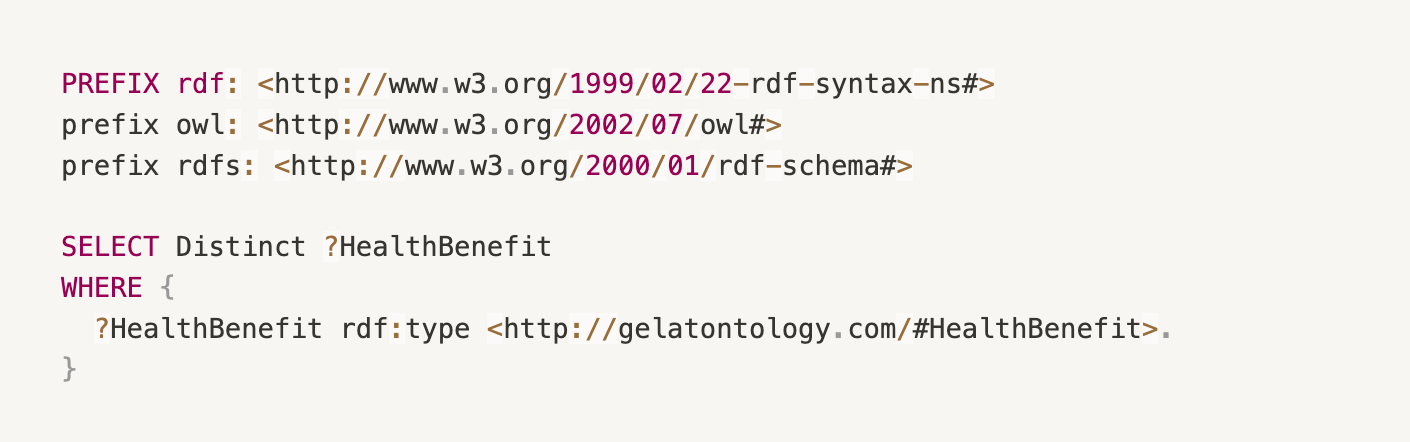 PREFIX rdf: <http://www.w3.org/1999/02/22-rdf-syntax-ns#>
prefix owl: <http://www.w3.org/2002/07/owl#>
prefix rdfs: <http://www.w3.org/2000/01/rdf-schema#>
SELECT Distinct ?HealthBenefit
WHERE {
?HealthBenefit rdf:type <http://gelatontology.com/#HealthBenefit>.
}